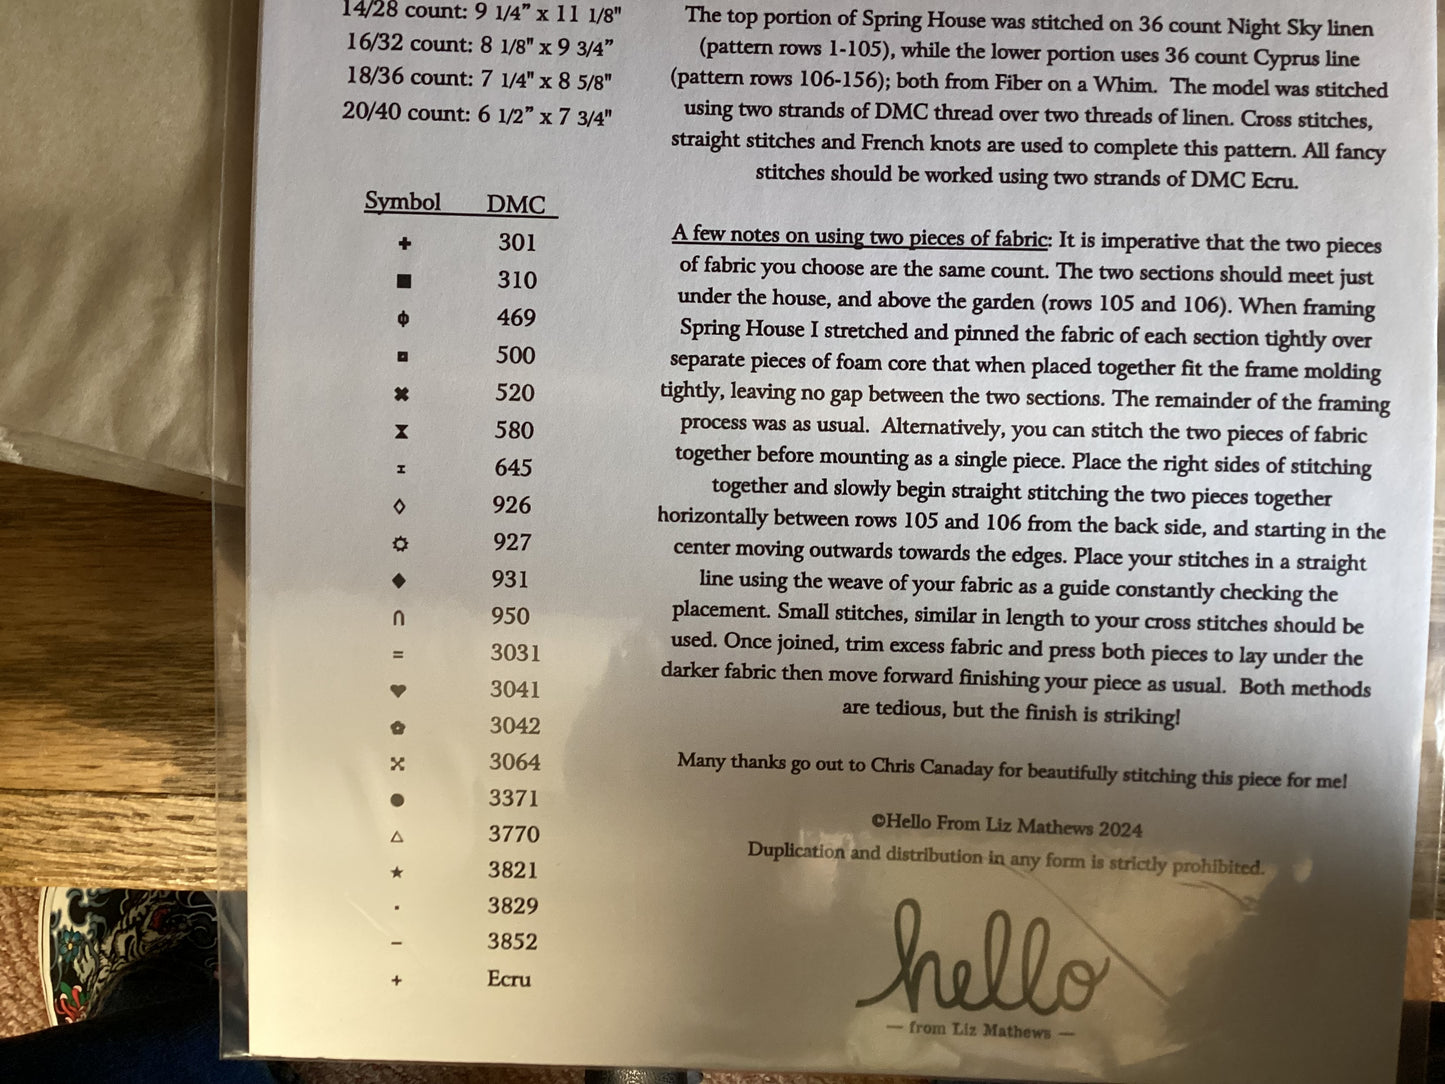 14/28 count: 9 1/4" x 11 1/8"
16/32 count: 8 1/8" x 9 3/4”
18/36 count: 7 1/4" x 8 5/8"
20/40 count: 6 1/2” x 7 3/4"
Symbol DMC
+ 301
■ 310
ɸ 469
▪ 500
✖ 520
⧗ 580
⌶ 645
◊ 926
✡ 927
◆ 931
∩ 950
= 3031
♥ 3041
3042
3064
● 3371
△ 3770
★ 3821
· 3829
– 3852
+ Ecru
The top portion of Spring House was stitched on 36 count Night Sky linen
(pattern rows 1-105), while the lower portion uses 36 count Cyprus line
(pattern rows 106-156); both from Fiber on a Whim. The model was stitched
using two strands of DMC thread over two threads of linen. Cross stitches,
straight stitches and French knots are used to complete this pattern. All fancy
stitches should be worked using two strands of DMC Ecru.
A few notes on using two pieces of fabric: It is imperative that the two pieces
of fabric you choose are the same count. The two sections should meet just
under the house, and above the garden (rows 105 and 106). When framing
Spring House I stretched and pinned the fabric of each section tightly over
separate pieces of foam core that when placed together fit the frame molding
tightly, leaving no gap between the two sections. The remainder of the framing
process was as usual. Alternatively, you can stitch the two pieces of fabric
together before mounting as a single piece. Place the right sides of stitching
together and slowly begin straight stitching the two pieces together
horizontally between rows 105 and 106 from the back side, and starting in the
center moving outwards towards the edges. Place your stitches in a straight
line using the weave of your fabric as a guide constantly checking the
placement. Small stitches, similar in length to your cross stitches should be
used. Once joined, trim excess fabric and press both pieces to lay under the
darker fabric then move forward finishing your piece as usual. Both methods
are tedious, but the finish is striking!
Many thanks go out to Chris Canaday for beautifully stitching this piece for me!
©Hello From Liz Mathews 2024
Duplication and distribution in any form is strictly prohibited.
hello
— from Liz Mathews —